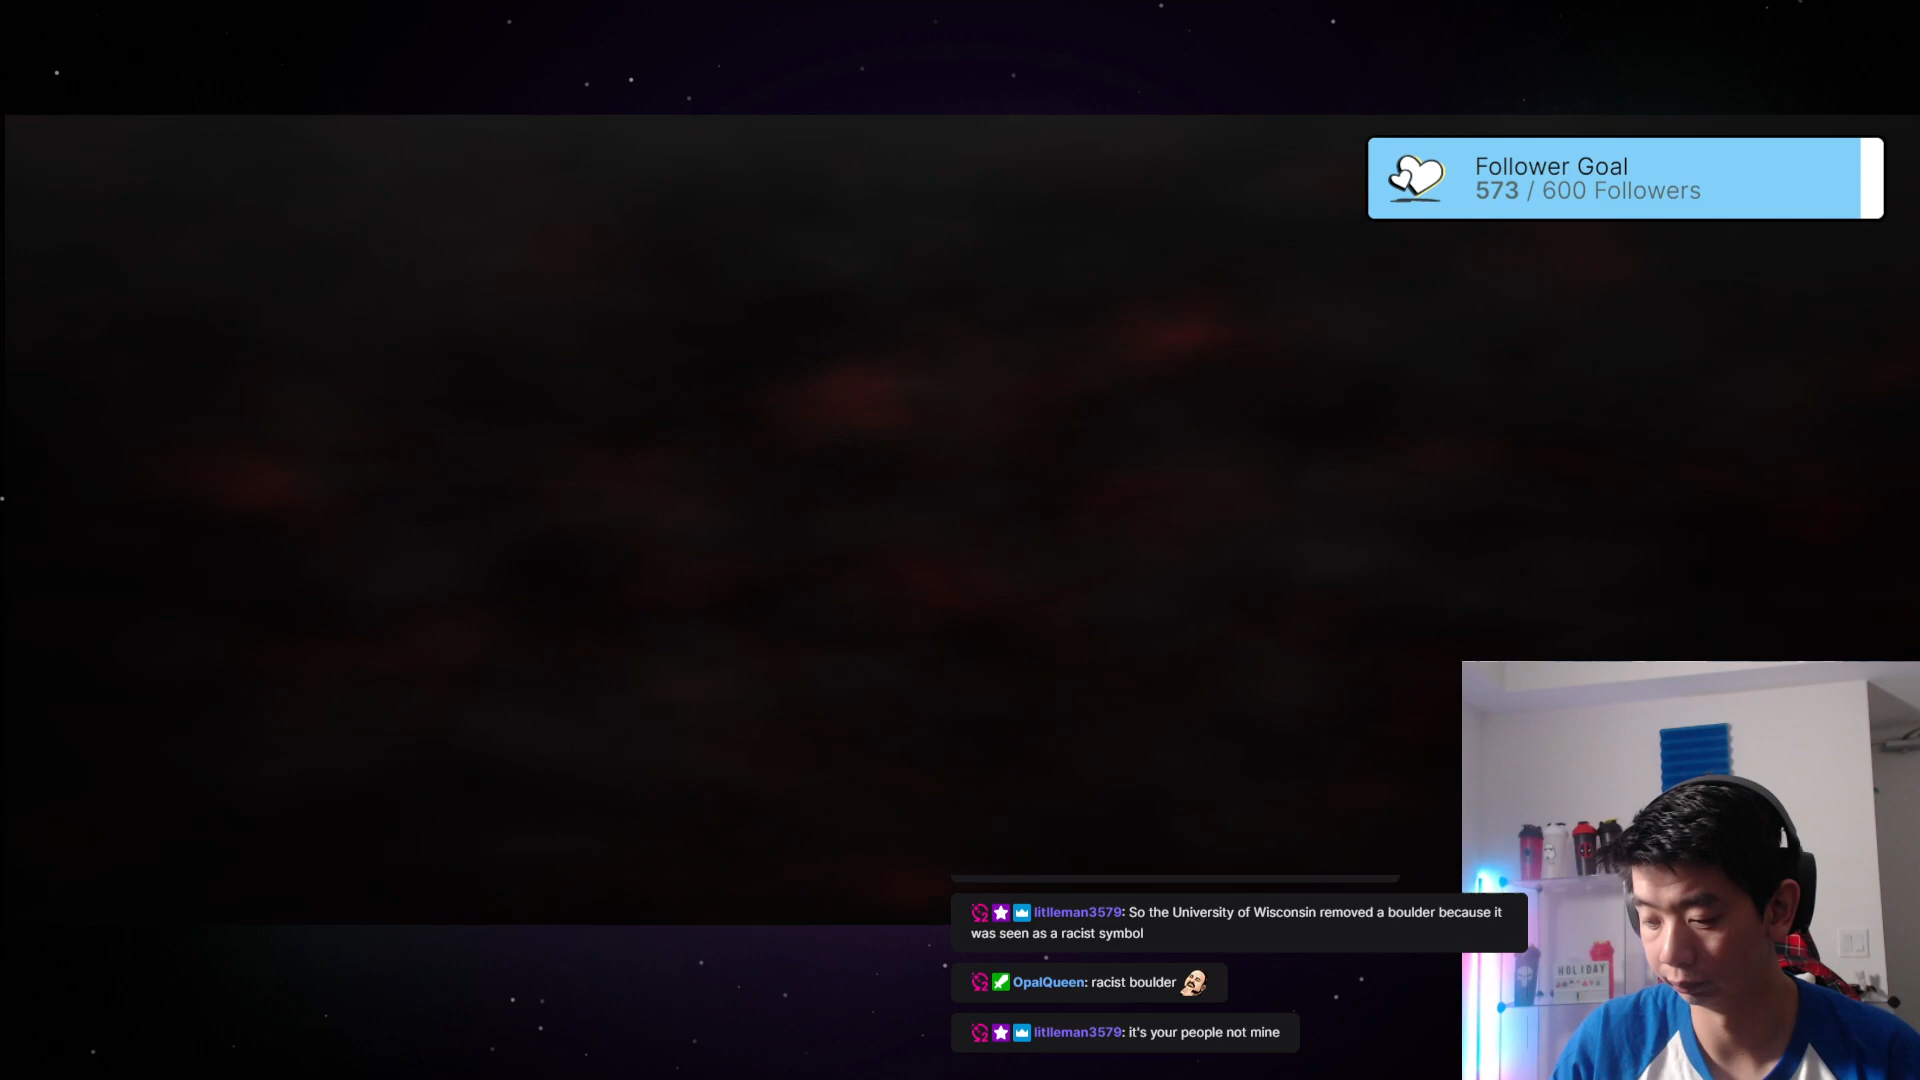 Follower Goal
573 / 600 Followers
litlleman3579: So the University of Wisconsin removed a boulder because it
was seen as a racist symbol
OpalQueen: racist boulder
litlleman3579: it's your people not mine
HOLIDAY